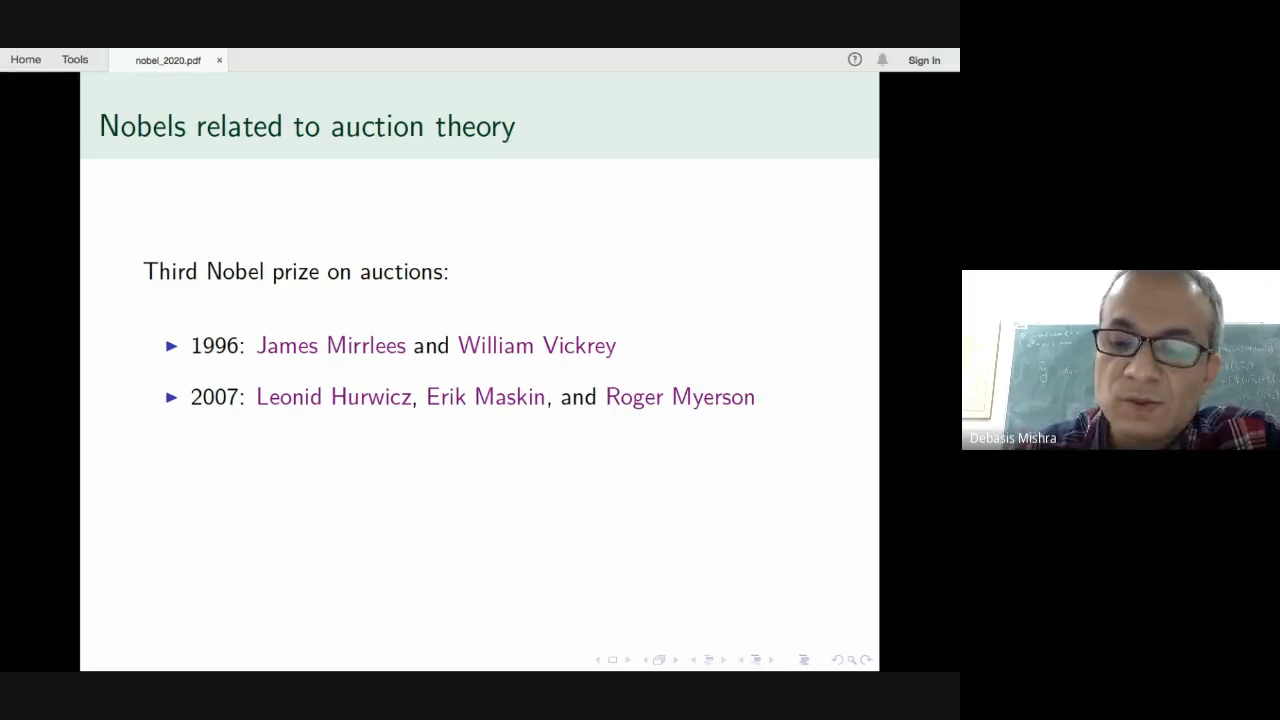 Home Tools nobel_2020.pdf × ? Sign In
Nobels related to auction theory
Third Nobel prize on auctions:
▶ 1996: James Mirrlees and William Vickrey
▶ 2007: Leonid Hurwicz, Erik Maskin, and Roger Myerson
Debasis Mishra